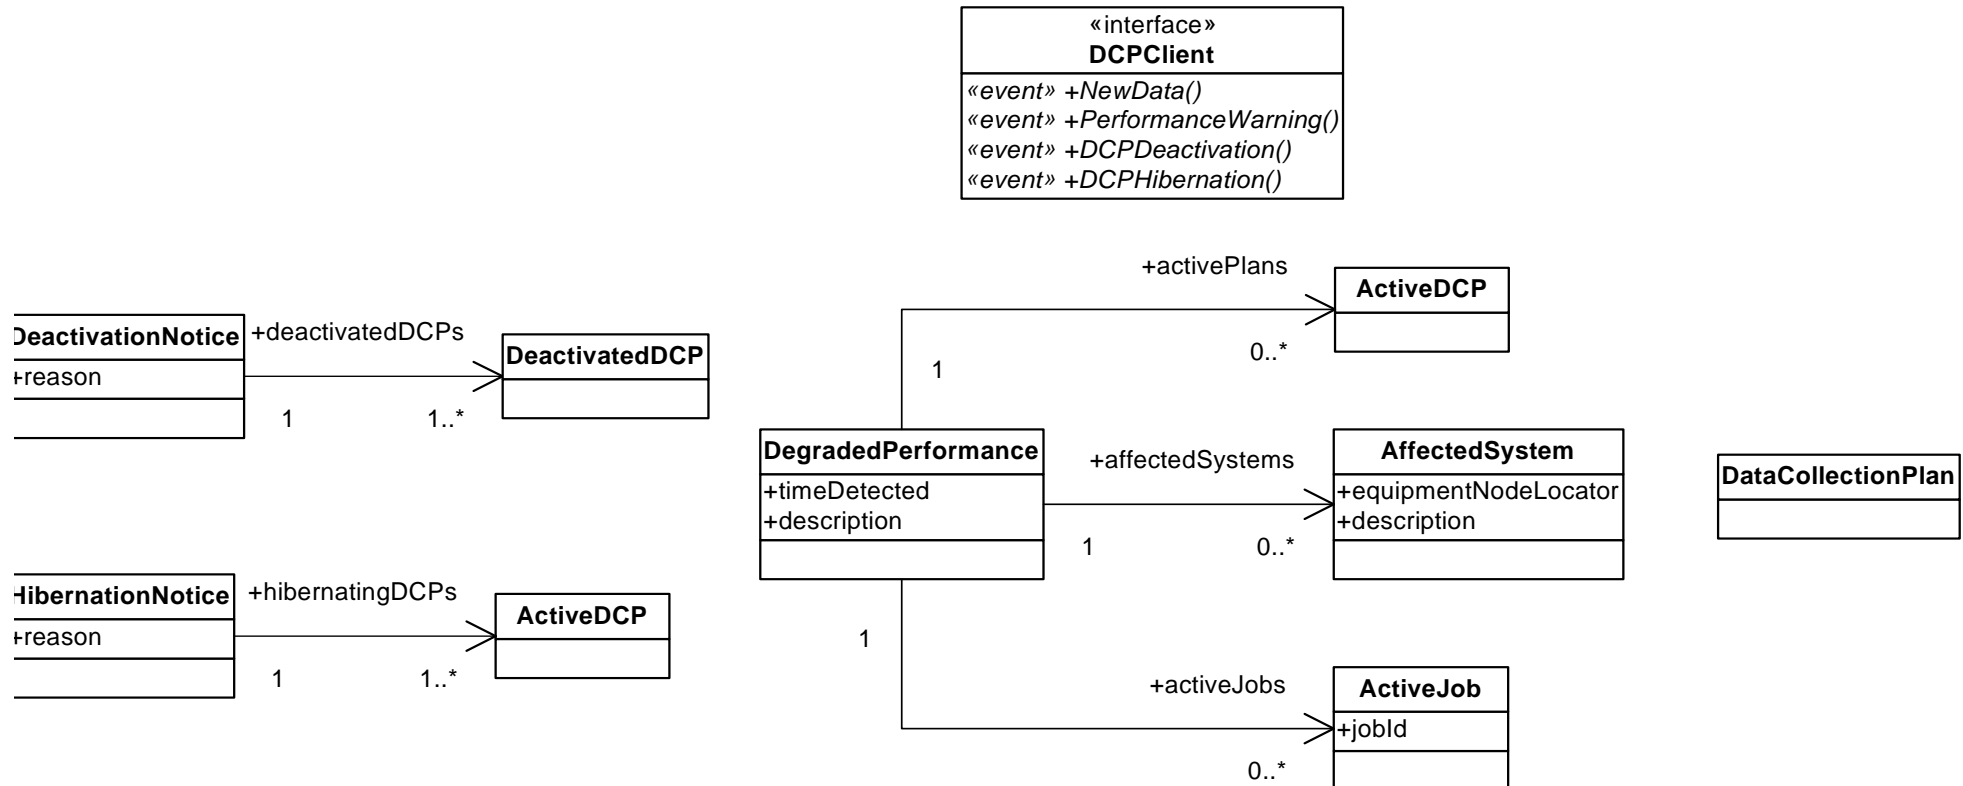 «interface»
DCPClient
«event» +NewData()
«event» +PerformanceWarning()
«event» +DCPDeactivation()
«event» +DCPHibernation()
+activePlans
ActiveDCP
0..*
1
DeactivationNotice
+reason
+deactivatedDCPs
1
1..*
DeactivatedDCP
DegradedPerformance
+timeDetected
+description
+affectedSystems
1
0..*
AffectedSystem
+equipmentNodeLocator
+description
DataCollectionPlan
HibernationNotice
+reason
+hibernatingDCPs
1
1..*
ActiveDCP
1
+activeJobs
0..*
ActiveJob
+jobId